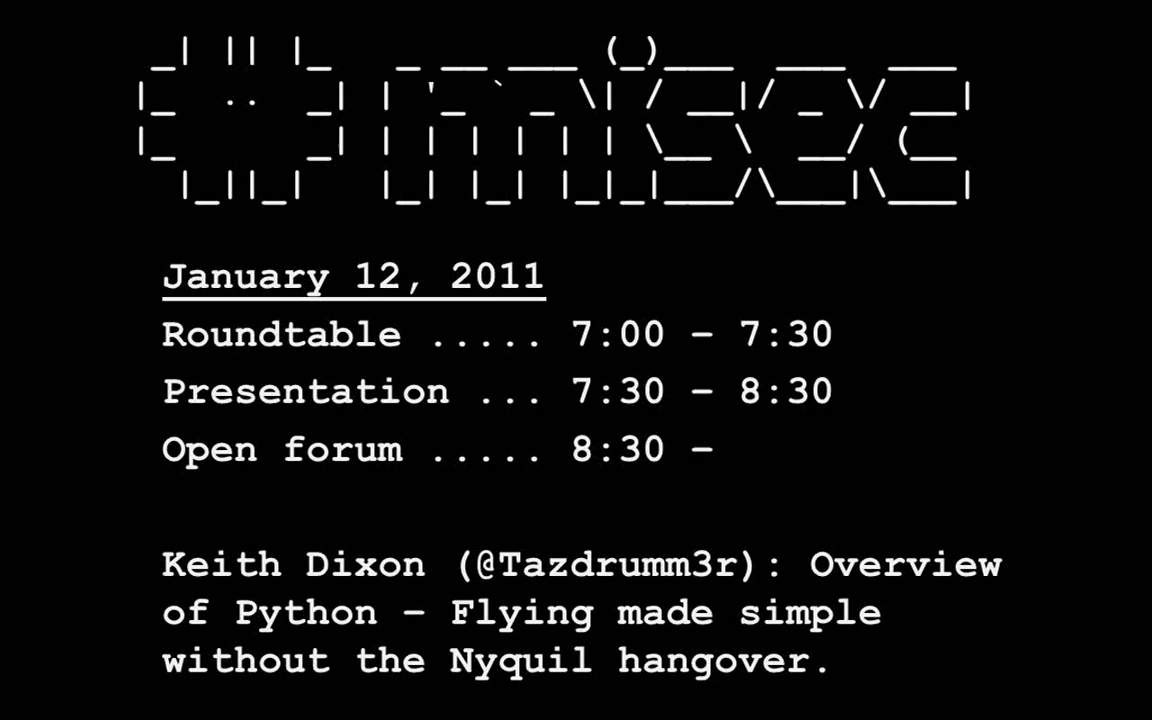 misec
January 12, 2011
Roundtable ..... 7:00 – 7:30
Presentation ... 7:30 – 8:30
Open forum ..... 8:30 –
Keith Dixon (@Tazdrumm3r): Overview
of Python – Flying made simple
without the Nyquil hangover.